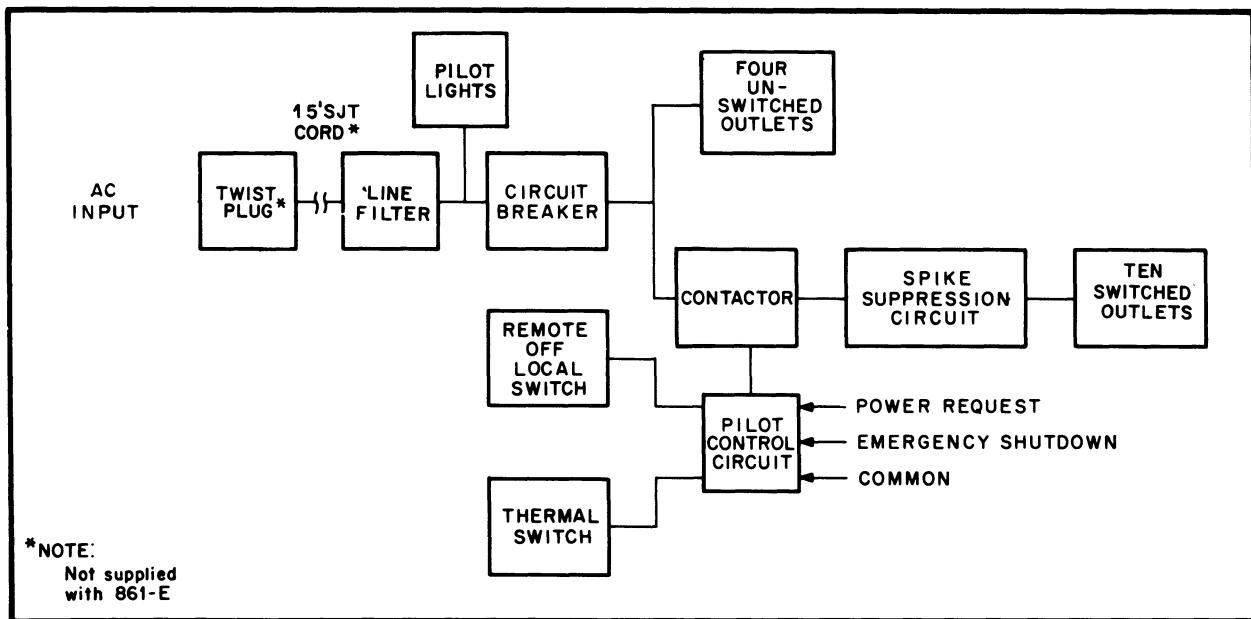 PILOT
LIGHTS
FOUR
UN-
SWITCHED
OUTLETS
15'SJT
CORD*
AC
INPUT
TWIST
PLUG*
'LINE
FILTER
CIRCUIT
BREAKER
CONTACTOR
SPIKE
SUPPRESSION
CIRCUIT
TEN
SWITCHED
OUTLETS
REMOTE
OFF
LOCAL
SWITCH
PILOT
CONTROL
CIRCUIT
POWER REQUEST
EMERGENCY SHUTDOWN
COMMON
THERMAL
SWITCH
*NOTE:
Not supplied
with 861-E